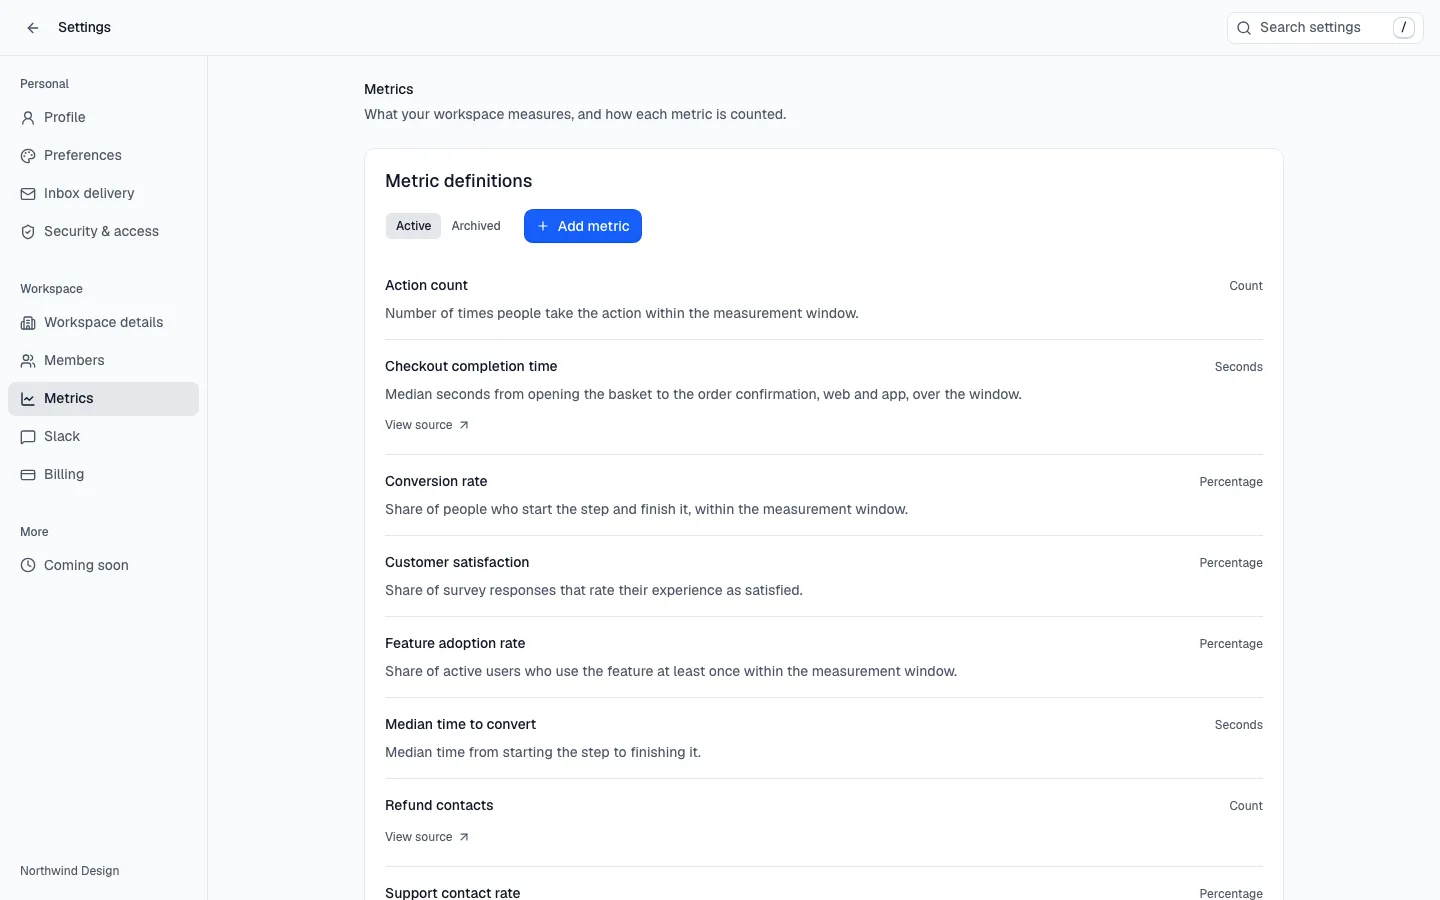 Settings
Search settings /
Personal
Profile
Preferences
Inbox delivery
Security & access
Workspace
Workspace details
Members
Metrics
Slack
Billing
More
Coming soon
Northwind Design
Metrics
What your workspace measures, and how each metric is counted.
Metric definitions
Active Archived + Add metric
Action count Count
Number of times people take the action within the measurement window.
Checkout completion time Seconds
Median seconds from opening the basket to the order confirmation, web and app, over the window.
View source
Conversion rate Percentage
Share of people who start the step and finish it, within the measurement window.
Customer satisfaction Percentage
Share of survey responses that rate their experience as satisfied.
Feature adoption rate Percentage
Share of active users who use the feature at least once within the measurement window.
Median time to convert Seconds
Median time from starting the step to finishing it.
Refund contacts Count
View source
Support contact rate Percentage